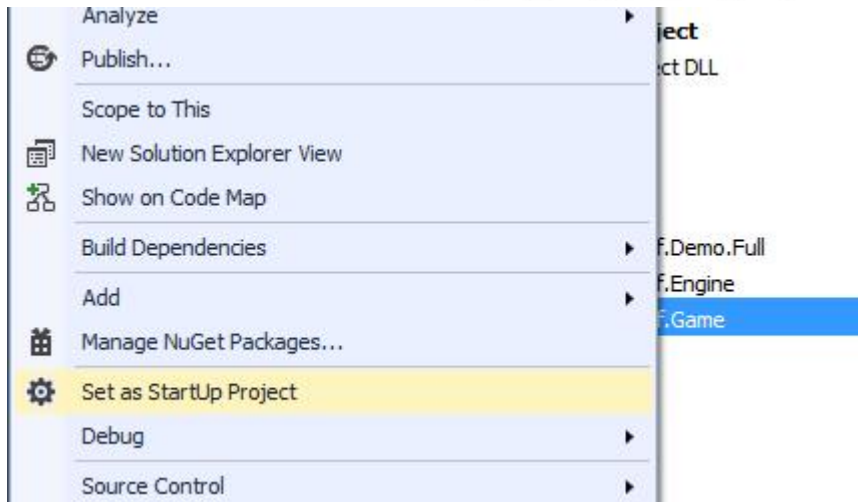 Analyze
Publish...
Scope to This
New Solution Explorer View
Show on Code Map
Build Dependencies
Add
Manage NuGet Packages...
Set as StartUp Project
Debug
Source Control
ject
ct DLL
f.Demo.Full
f.Engine
f.Game